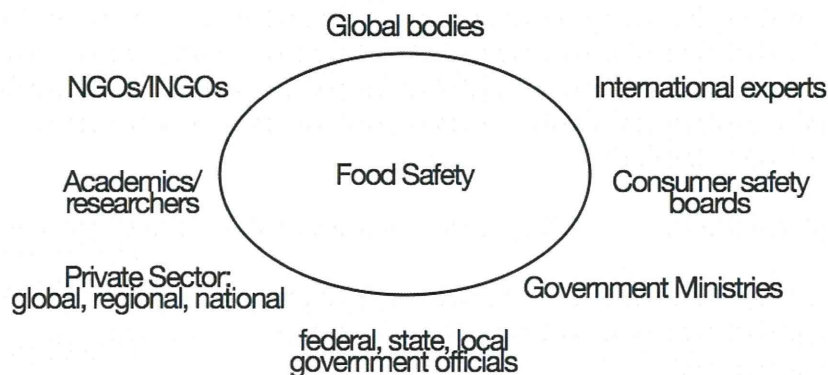 Global bodies
NGOs/INGOs
International experts
Academics/
researchers
Food Safety
Consumer safety
boards
Private Sector:
global, regional, national
Government Ministries
federal, state, local
government officials